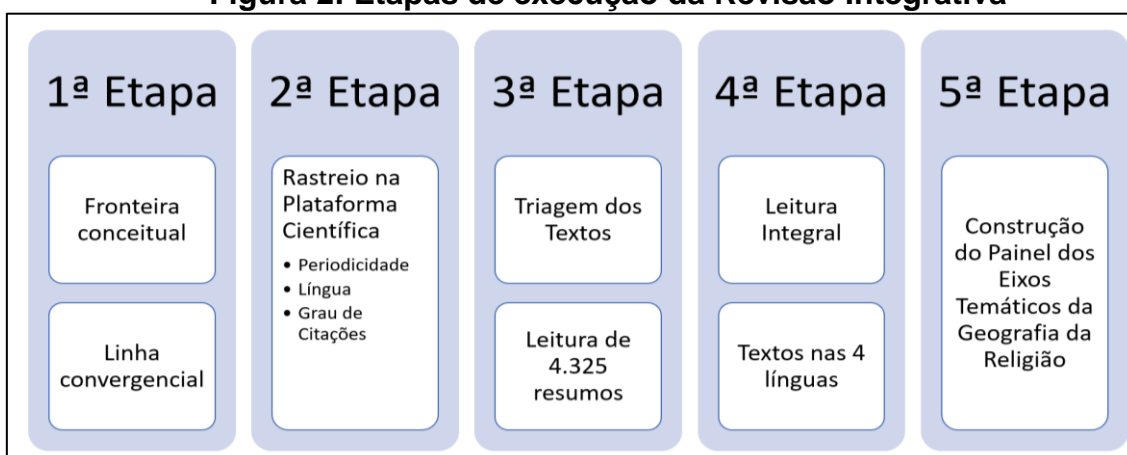 Figura 2. Etapas de execução da Revisão Integrativa
1ª Etapa
Fronteira
conceitual
Linha
convergencial
2ª Etapa
Rastreio na
Plataforma
Científica
• Periodicidade
• Língua
• Grau de
Citações
3ª Etapa
Triagem dos
Textos
Leitura de
4.325
resumos
4ª Etapa
Leitura
Integral
Textos nas 4
línguas
5ª Etapa
Construção
do Painel dos
Eixos
Temáticos da
Geografia da
Religião